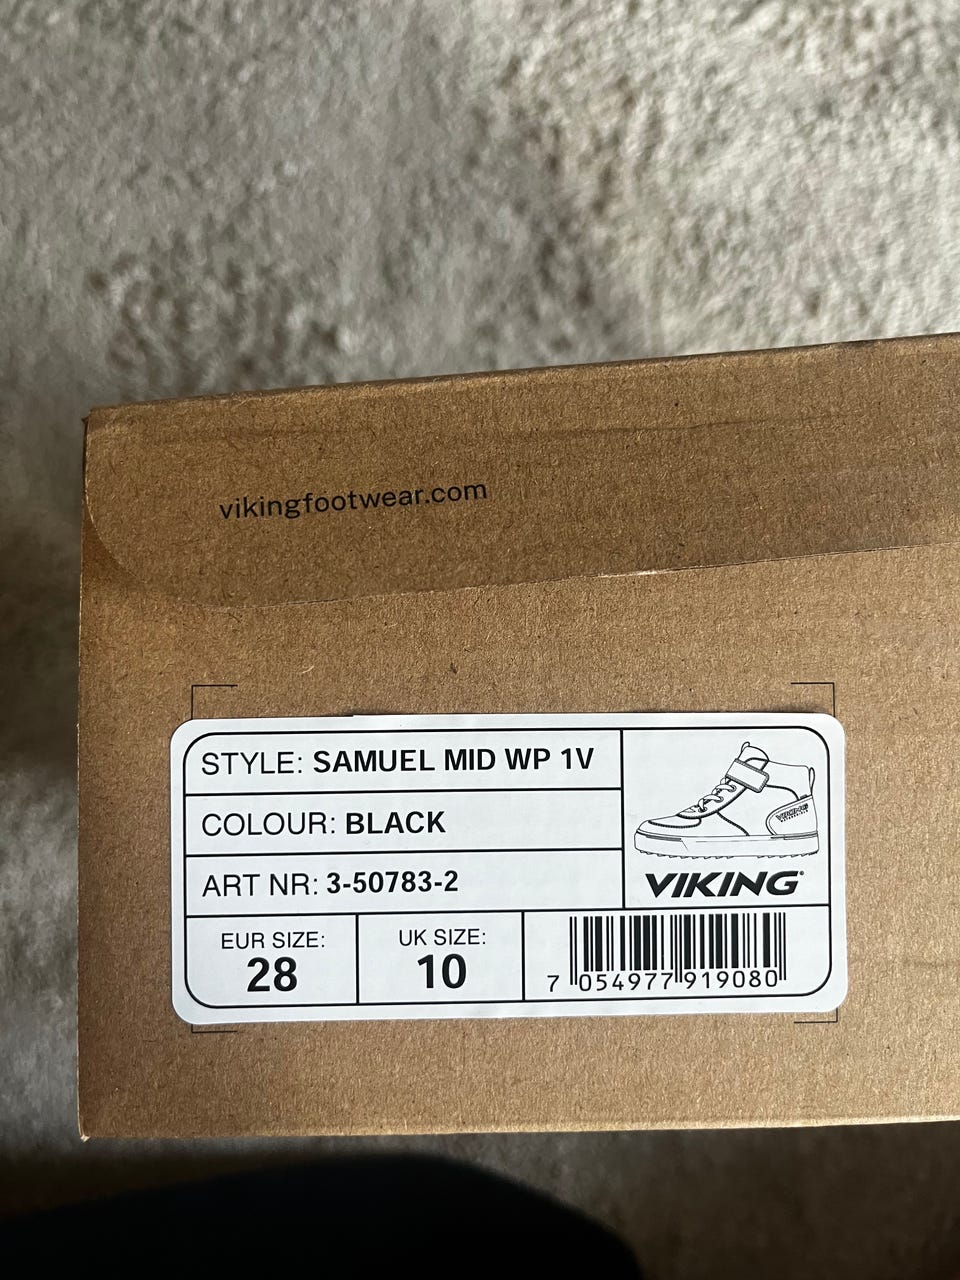 vikingfootwear.com
STYLE: SAMUEL MID WP 1V
COLOUR: BLACK
ART NR: 3-50783-2
VIKING
VIKING®
EUR SIZE:
28
UK SIZE:
10
7 054977 919080